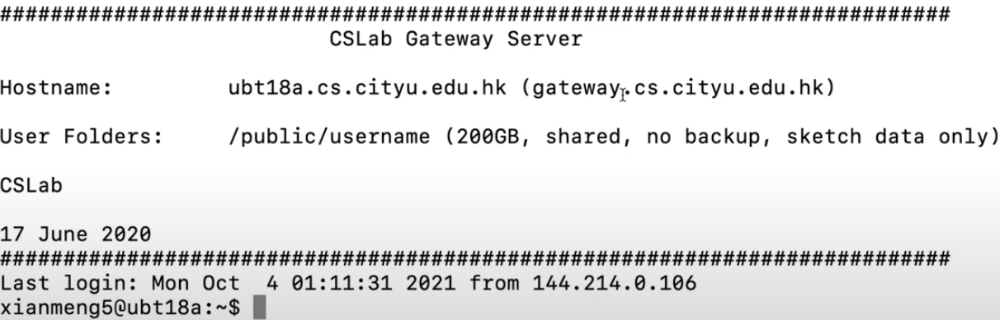 ###########################################################################
CSLab Gateway Server
Hostname: ubt18a.cs.cityu.edu.hk (gateway.cs.cityu.edu.hk)
User Folders: /public/username (200GB, shared, no backup, sketch data only)
CSLab
17 June 2020
###########################################################################
Last login: Mon Oct  4 01:11:31 2021 from 144.214.0.106
xianmeng5@ubt18a:~$